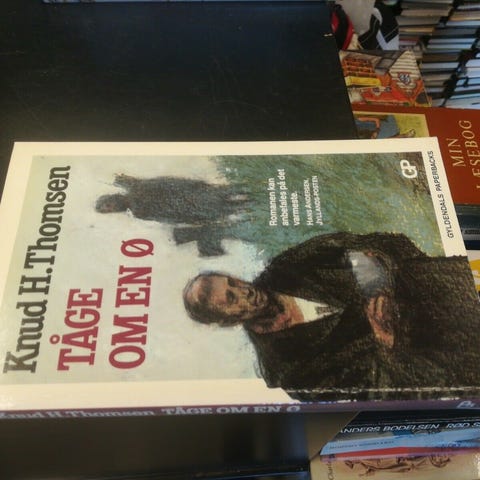 Knud H. Thomsen
TÅGE
OM EN Ø
Romanen kan
anbefales på det
varmeste.
HANS ANDERSEN,
JYLLANDS-POSTEN
GP
GYLDENDALS PAPERBACKS
Knud H. Thomsen TÅGE OM EN Ø
MIN
LÆSEBOG
ANDERS BODELSEN
RØD